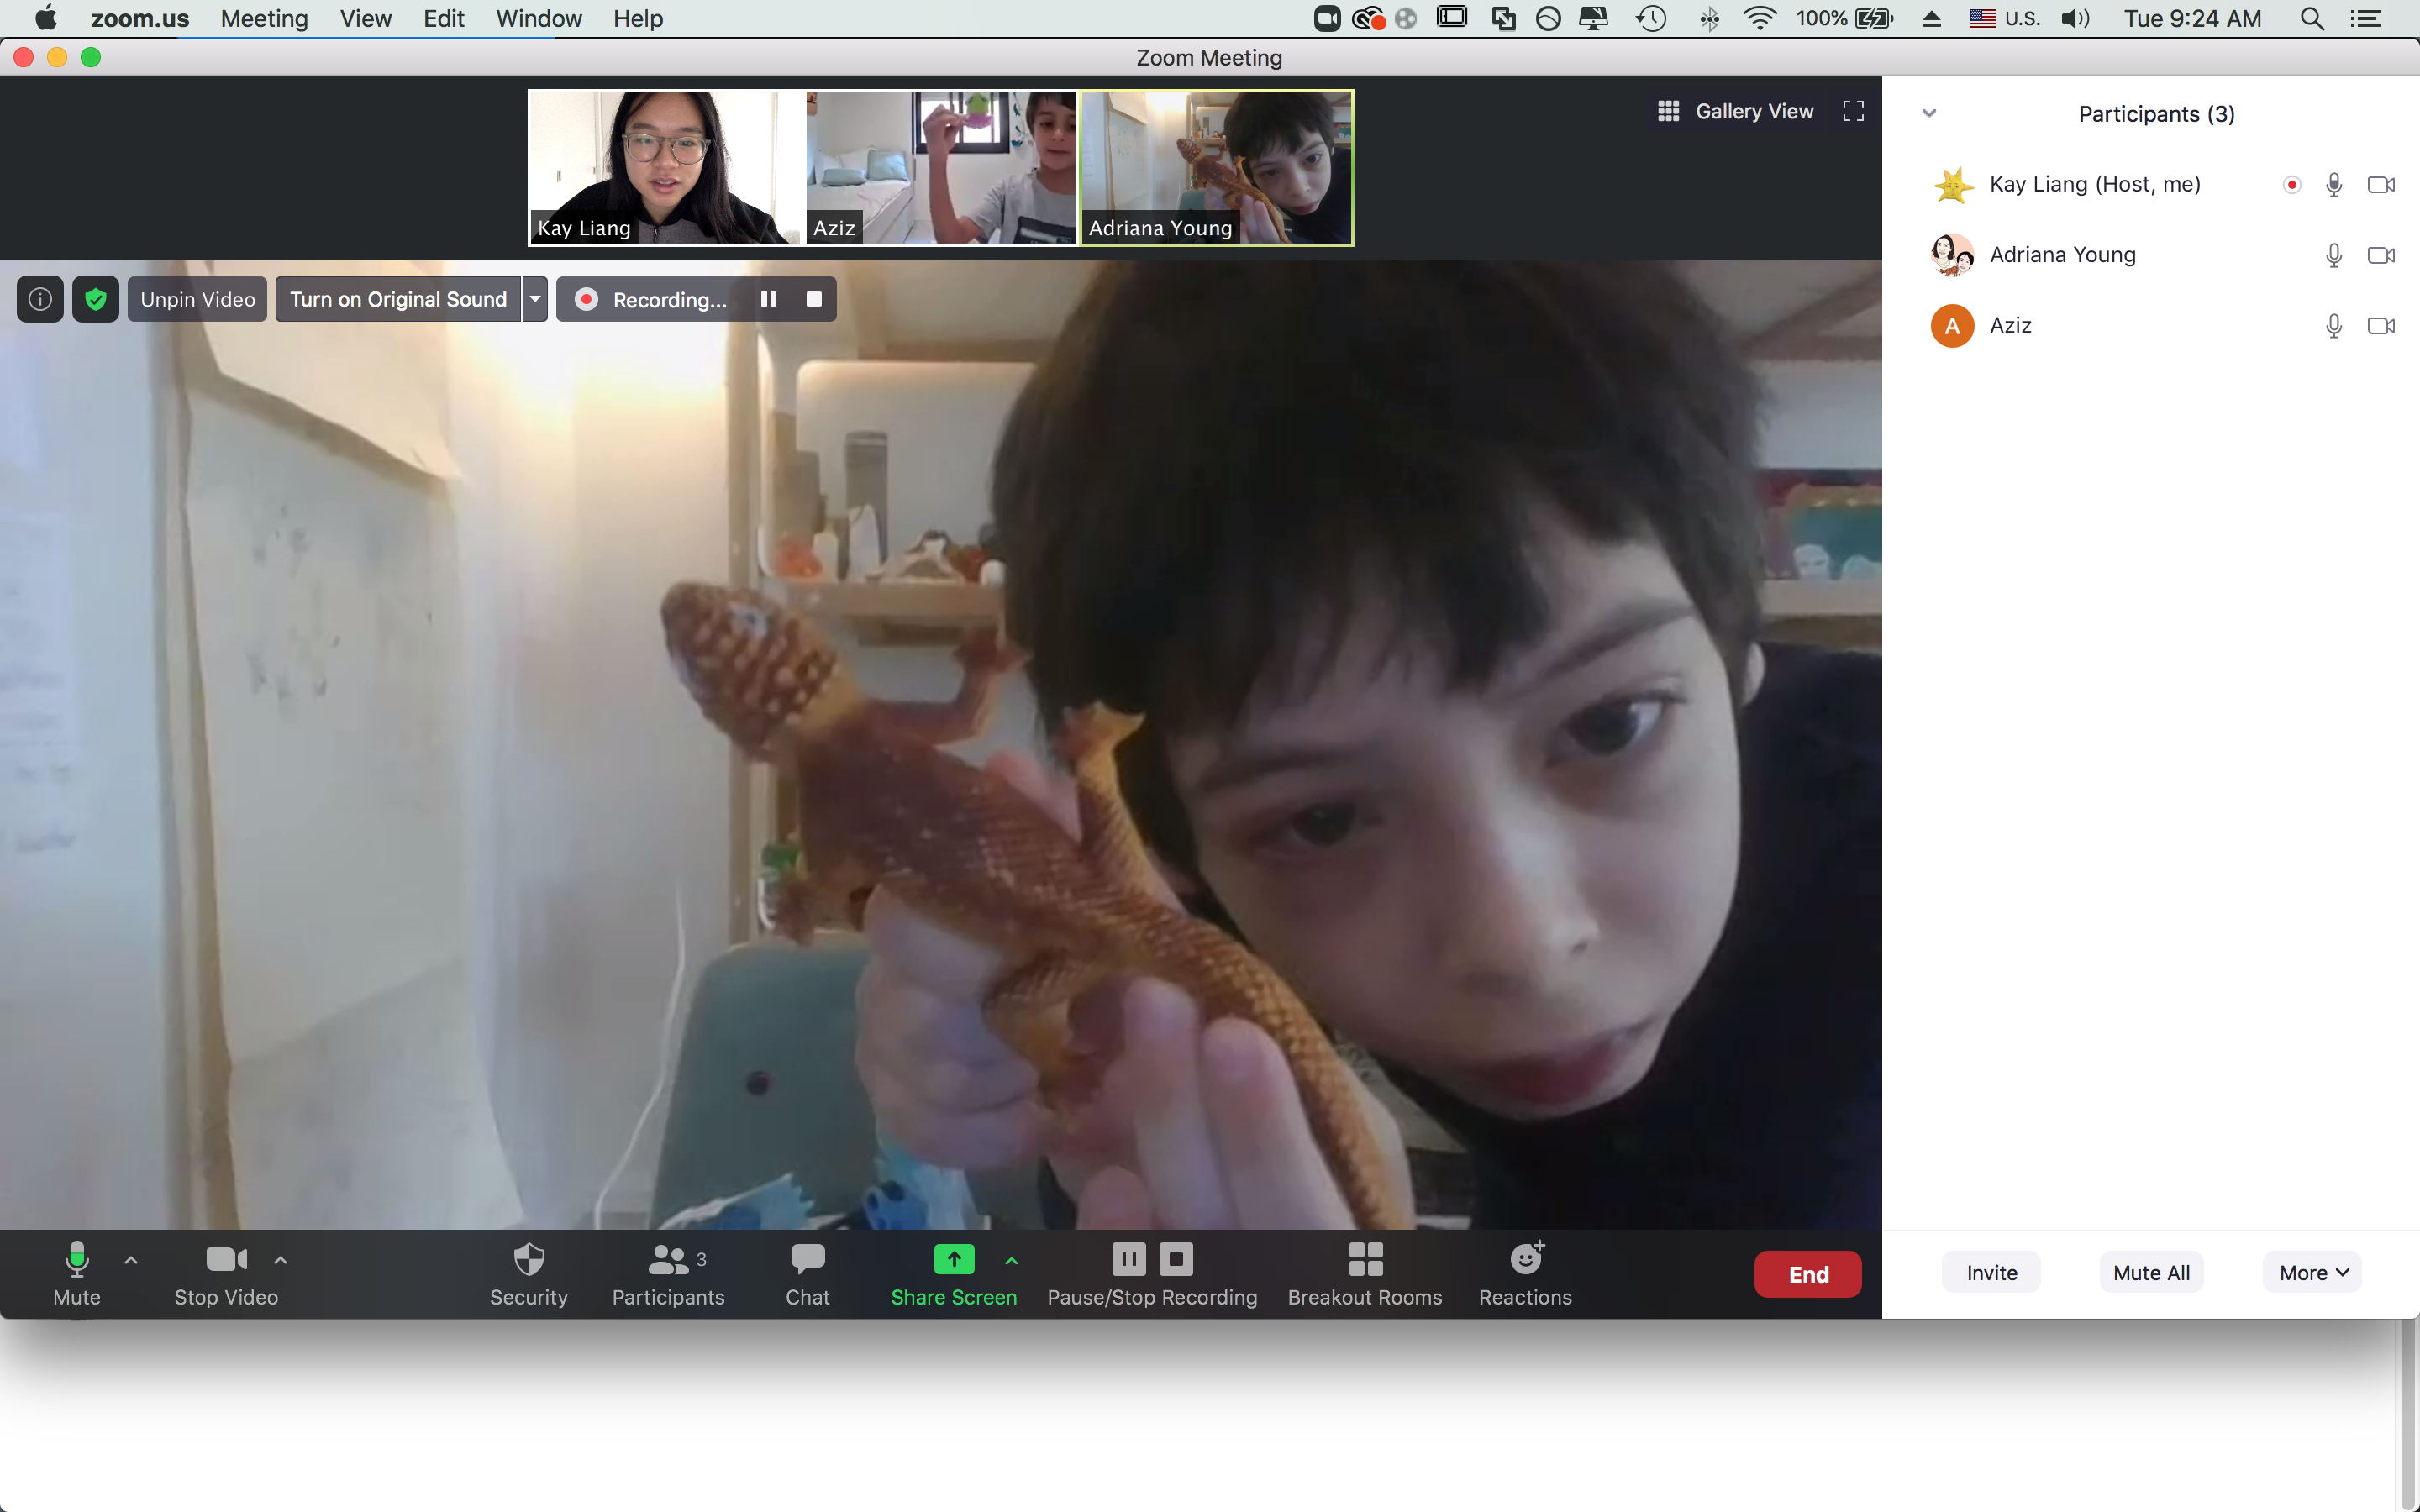 zoom.us Meeting View Edit Window Help 100% U.S. Tue 9:24 AM
Zoom Meeting
Kay Liang Aziz Adriana Young
Gallery View
Unpin Video Turn on Original Sound Recording...
Participants (3)
Kay Liang (Host, me)
Adriana Young
A Aziz
3
Mute Stop Video Security Participants Chat Share Screen Pause/Stop Recording Breakout Rooms Reactions End
Invite Mute All More